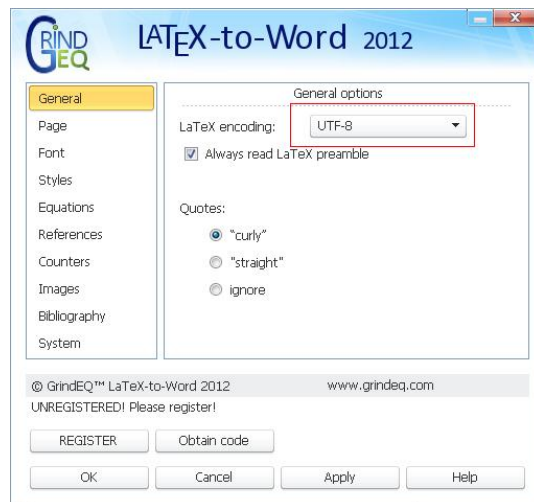 GRIND EQ LATEX-to-Word 2012
General
Page
Font
Styles
Equations
References
Counters
Images
Bibliography
System
General options
LaTeX encoding: UTF-8
Always read LaTeX preamble
Quotes:
“curly”
"straight"
ignore
© GrindEQ™ LaTeX-to-Word 2012 www.grindeq.com
UNREGISTERED! Please register!
REGISTER Obtain code
OK Cancel Apply Help